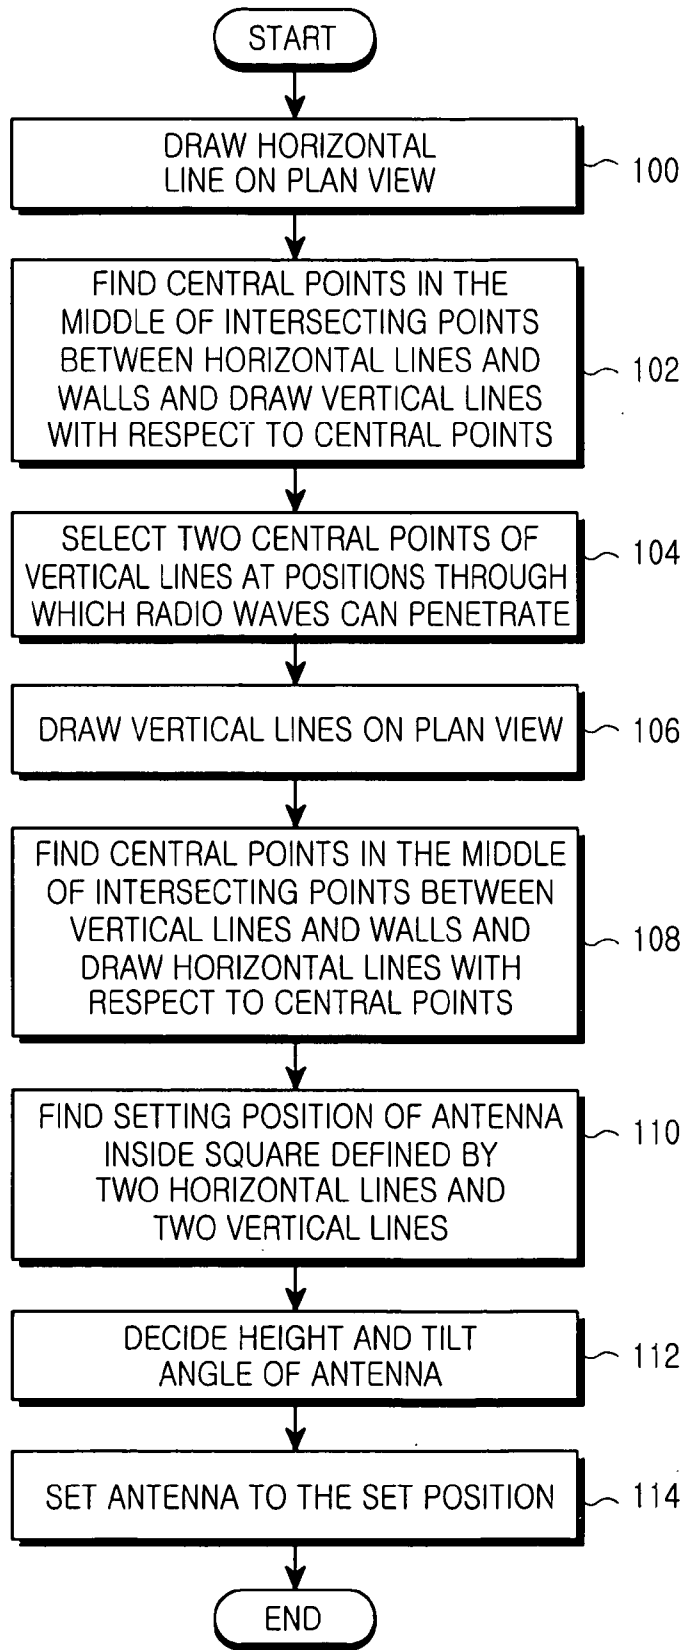 START
DRAW HORIZONTAL
LINE ON PLAN VIEW
100
FIND CENTRAL POINTS IN THE
MIDDLE OF INTERSECTING POINTS
BETWEEN HORIZONTAL LINES AND
WALLS AND DRAW VERTICAL LINES
WITH RESPECT TO CENTRAL POINTS
102
SELECT TWO CENTRAL POINTS OF
VERTICAL LINES AT POSITIONS THROUGH
WHICH RADIO WAVES CAN PENETRATE
104
DRAW VERTICAL LINES ON PLAN VIEW
106
FIND CENTRAL POINTS IN THE MIDDLE
OF INTERSECTING POINTS BETWEEN
VERTICAL LINES AND WALLS AND
DRAW HORIZONTAL LINES WITH
RESPECT TO CENTRAL POINTS
108
FIND SETTING POSITION OF ANTENNA
INSIDE SQUARE DEFINED BY
TWO HORIZONTAL LINES AND
TWO VERTICAL LINES
110
DECIDE HEIGHT AND TILT
ANGLE OF ANTENNA
112
SET ANTENNA TO THE SET POSITION
114
END